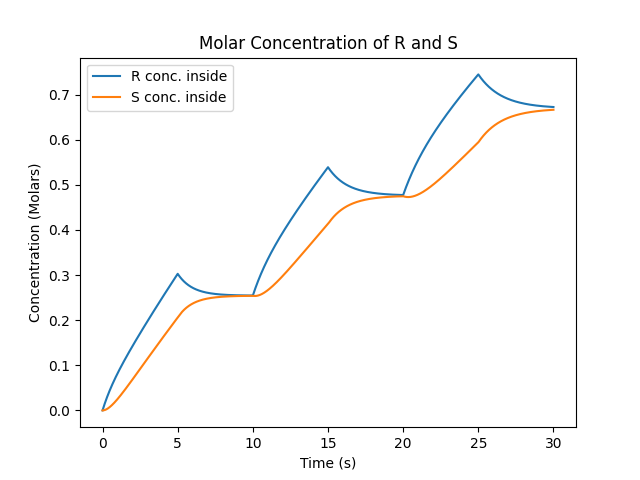 Molar Concentration of R and S
R conc. inside
S conc. inside
Concentration (Molars)
0.7
0.6
0.5
0.4
0.3
0.2
0.1
0.0
0 5 10 15 20 25 30
Time (s)